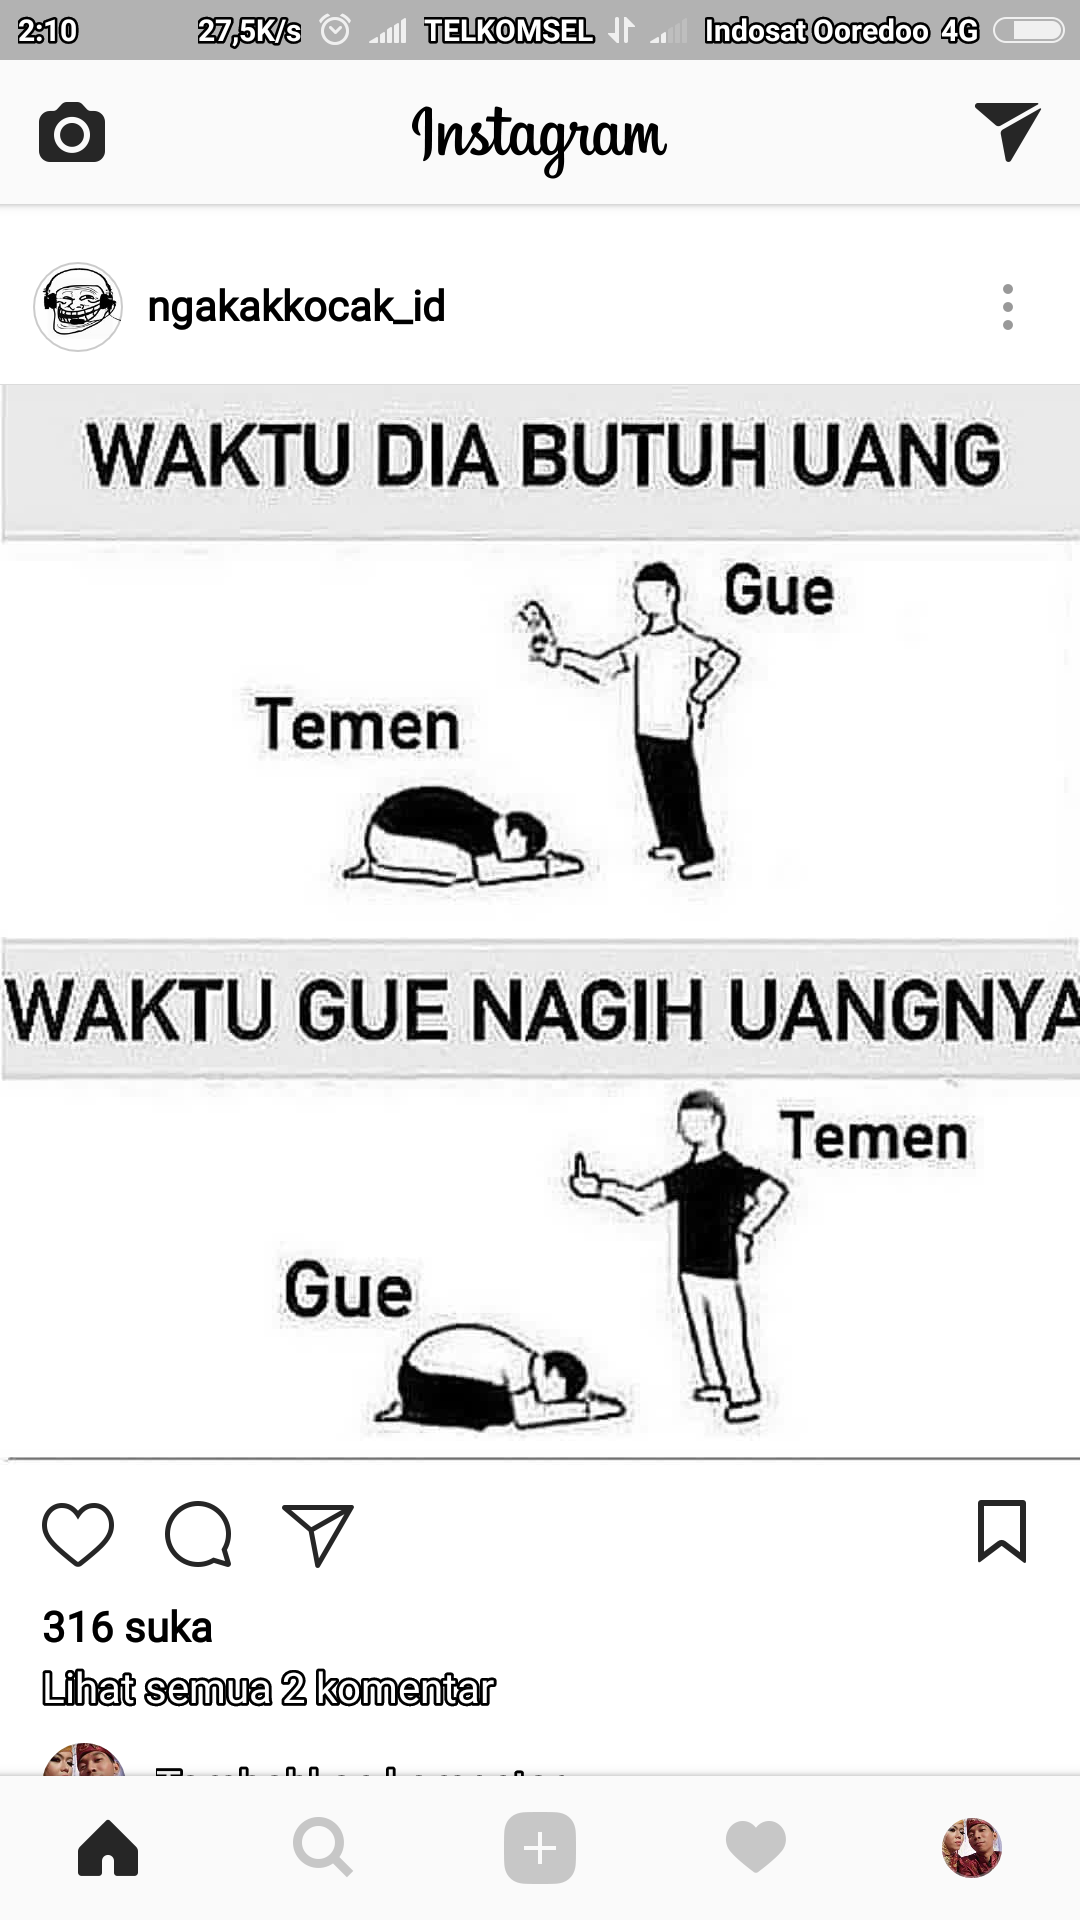 2:10 27,5K/s TELKOMSEL Indosat Ooredoo 4G
Instagram
ngakakkocak_id
WAKTU DIA BUTUH UANG
Gue
Temen
WAKTU GUE NAGIH UANGNYA
Temen
Gue
316 suka
Lihat semua 2 komentar